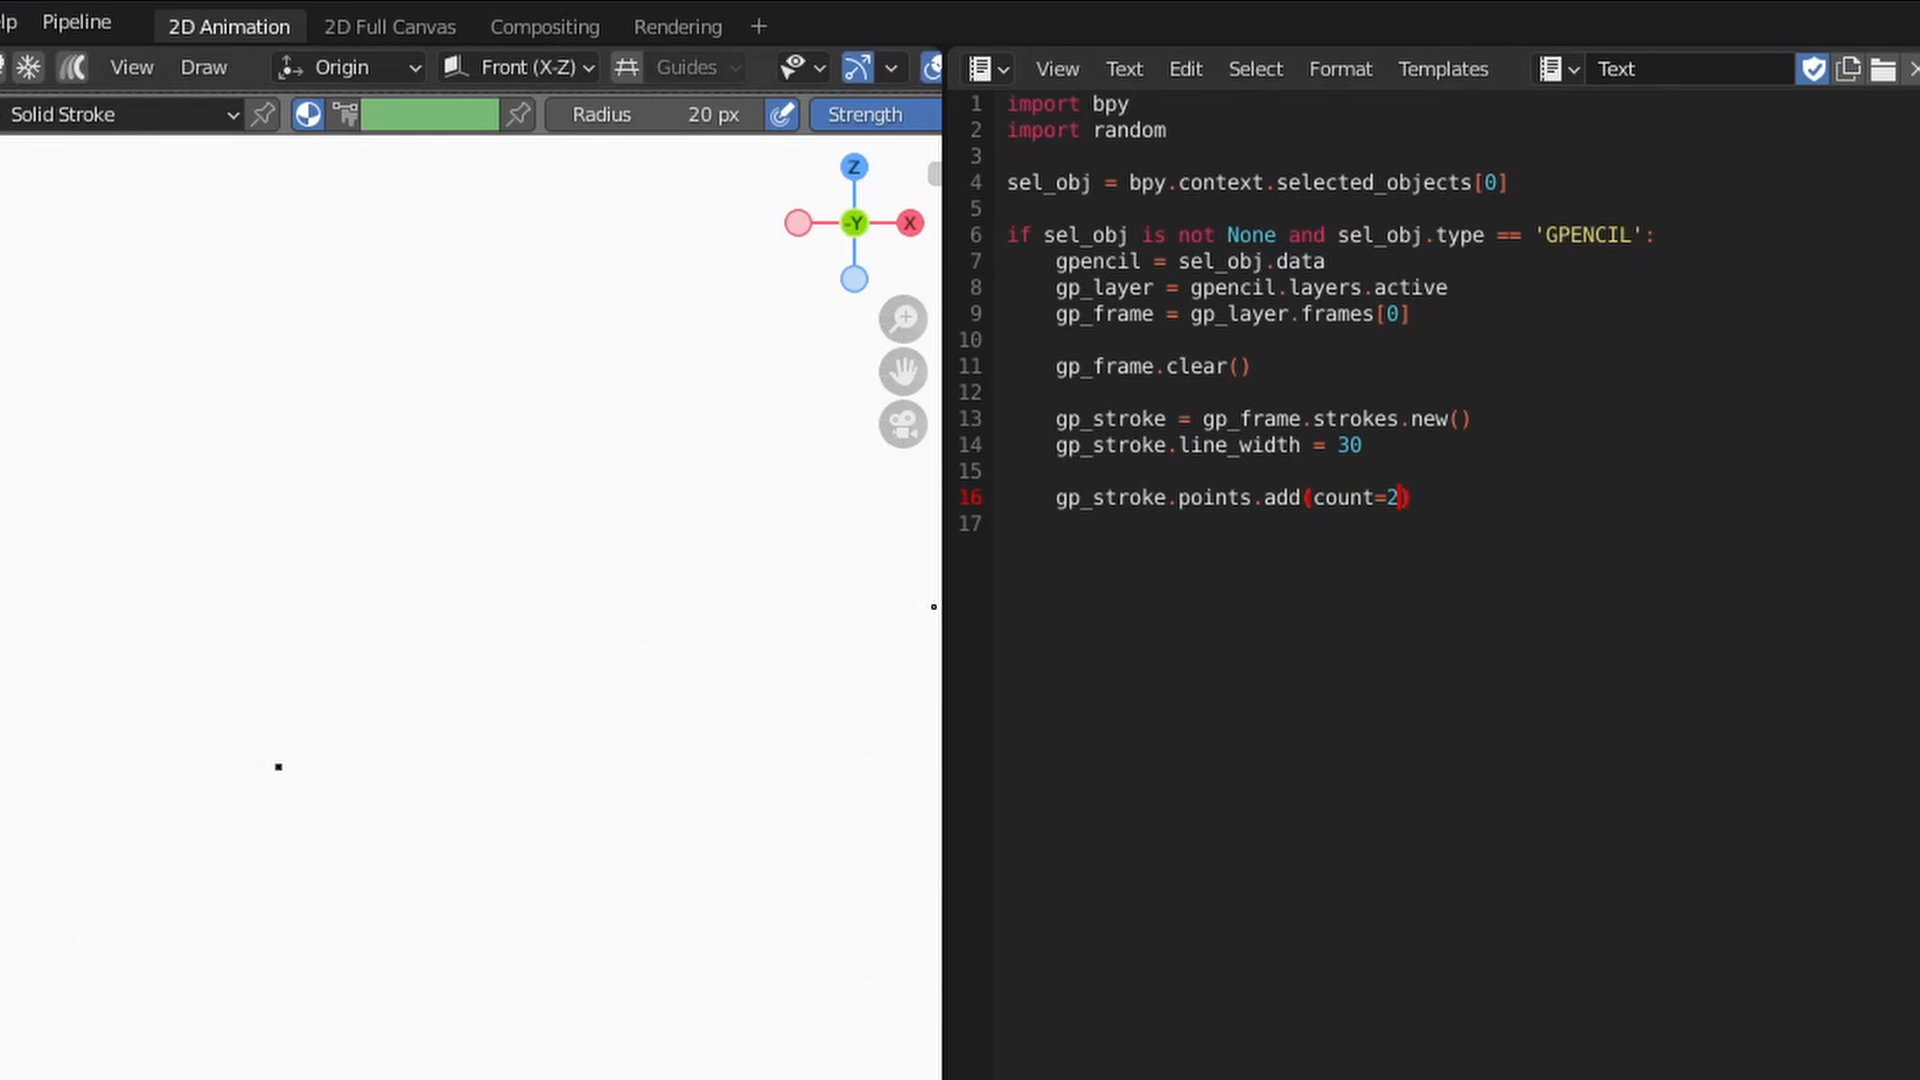 lp Pipeline 2D Animation 2D Full Canvas Compositing Rendering +
View Draw Origin Front (X-Z) Guides
Solid Stroke Radius 20 px Strength
Z
-Y X
View Text Edit Select Format Templates Text
1 import bpy
2 import random
3
4 sel_obj = bpy.context.selected_objects[0]
5
6 if sel_obj is not None and sel_obj.type == 'GPENCIL':
7 gpencil = sel_obj.data
8 gp_layer = gpencil.layers.active
9 gp_frame = gp_layer.frames[0]
10
11 gp_frame.clear()
12
13 gp_stroke = gp_frame.strokes.new()
14 gp_stroke.line_width = 30
15
16 gp_stroke.points.add(count=2)
17